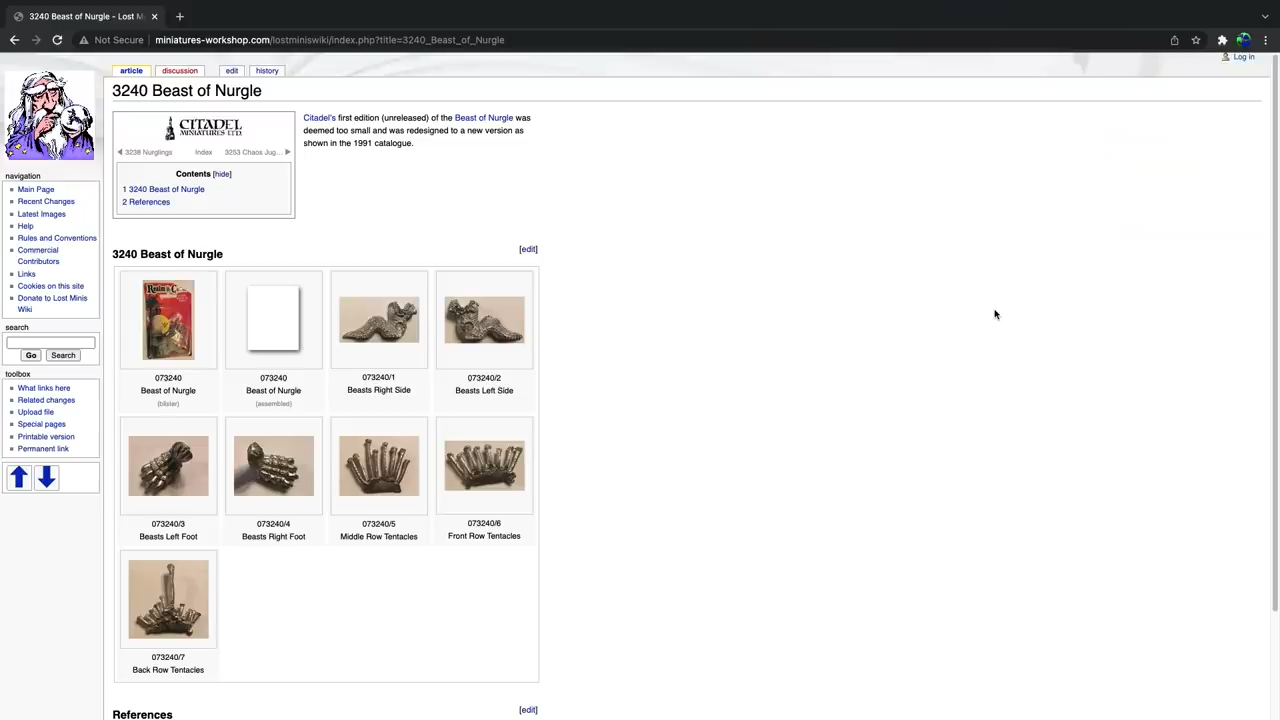 3240 Beast of Nurgle - Lost M
Not Secure
miniatures-workshop.com/lostminiswiki/index.php?title=3240_Beast_of_Nurgle
Log in
article
discussion
edit
history
3240 Beast of Nurgle
CITADEL
MINIATURES LTD.
3238 Nurglings
Index
3253 Chaos Jug...
Contents [hide]
1 3240 Beast of Nurgle
2 References
Citadel's first edition (unreleased) of the Beast of Nurgle was
deemed too small and was redesigned to a new version as
shown in the 1991 catalogue.
navigation
Main Page
Recent Changes
Latest Images
Help
Rules and Conventions
Commercial
Contributors
Links
Cookies on this site
Donate to Lost Minis
Wiki
search
Go
Search
toolbox
What links here
Related changes
Upload file
Special pages
Printable version
Permanent link
3240 Beast of Nurgle
[edit]
073240
Beast of Nurgle
(blister)
073240
Beast of Nurgle
(assembled)
073240/1
Beasts Right Side
073240/2
Beasts Left Side
073240/3
Beasts Left Foot
073240/4
Beasts Right Foot
073240/5
Middle Row Tentacles
073240/6
Front Row Tentacles
073240/7
Back Row Tentacles
References
[edit]